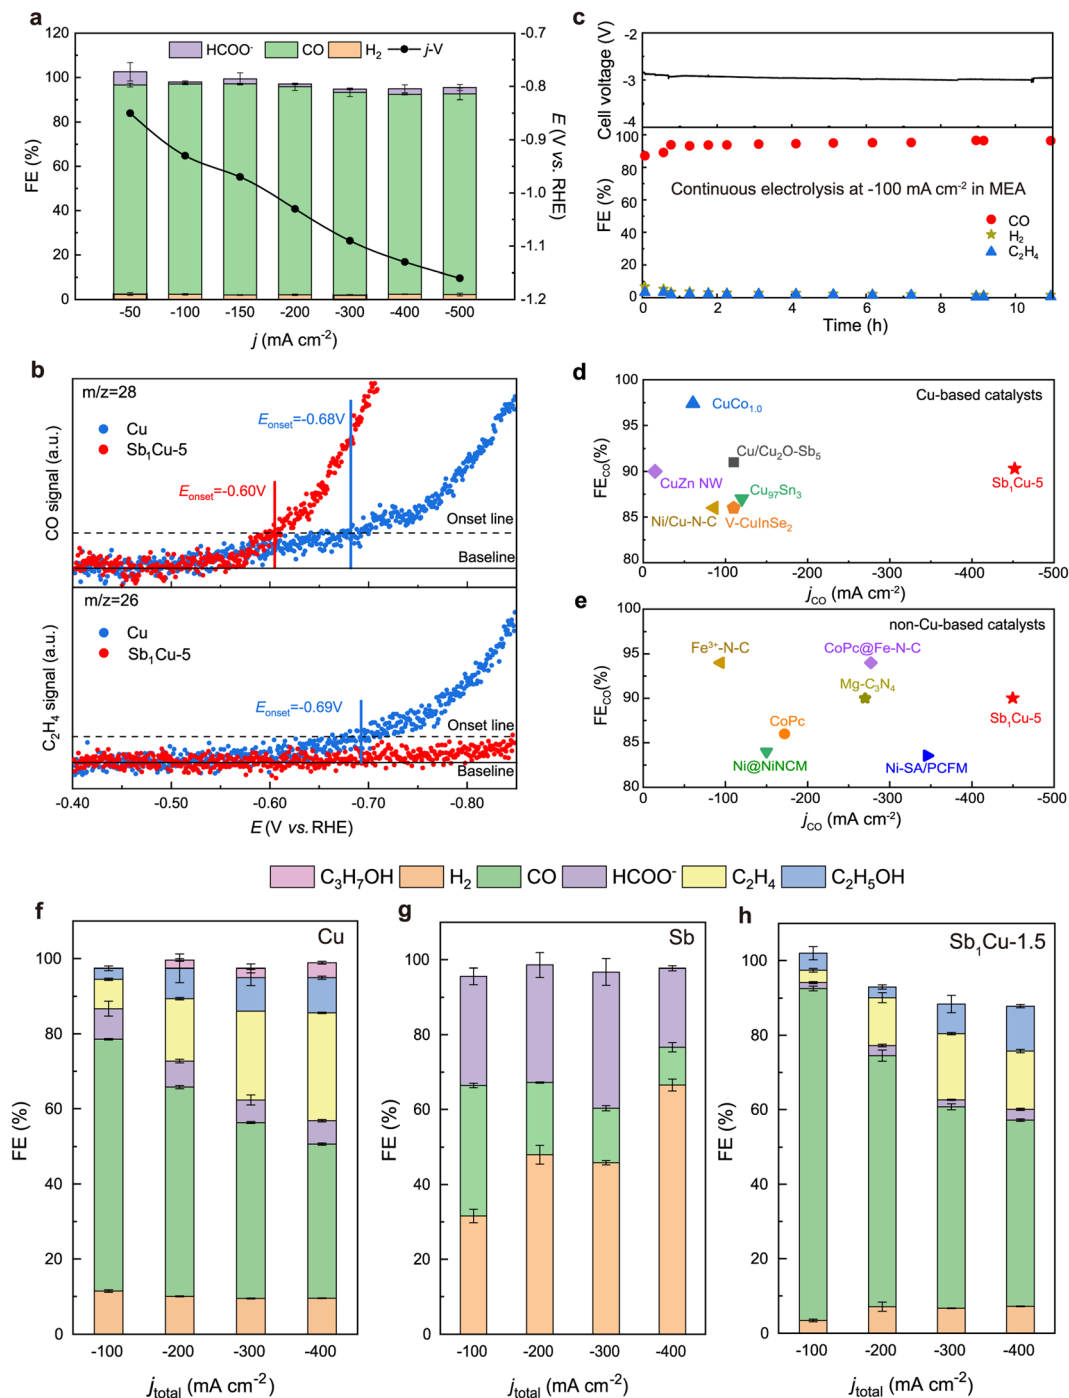 a
HCOO⁻ CO H₂ j-V
120
100
80
60
40
20
0
FE (%)
-0.7
-0.8
-0.9
-1.0
-1.1
-1.2
E (V vs. RHE)
-50 -100 -150 -200 -300 -400 -500
j (mA cm⁻²)
c
-2
-3
-4
Cell voltage (V)
100
80
60
40
20
0
FE (%)
Continuous electrolysis at -100 mA cm⁻² in MEA
CO
H₂
C₂H₄
0 2 4 6 8 10
Time (h)
b
m/z=28
Cu
Sb₁Cu-5
Eonset=-0.68V
Eonset=-0.60V
Onset line
Baseline
CO signal (a.u.)
m/z=26
Cu
Sb₁Cu-5
Eonset=-0.69V
Onset line
Baseline
C₂H₄ signal (a.u.)
-0.40 -0.50 -0.60 -0.70 -0.80
E (V vs. RHE)
d
Cu-based catalysts
100
95
90
85
80
FECO(%)
CuCo₁.₀
Cu/Cu₂O-Sb₅
CuZn NW
Cu₉₇Sn₃
Ni/Cu-N-C
V-CuInSe₂
Sb₁Cu-5
0 -100 -200 -300 -400 -500
jCO (mA cm⁻²)
e
non-Cu-based catalysts
100
95
90
85
80
FECO(%)
Fe³⁺-N-C
CoPc@Fe-N-C
Mg-C₃N₄
CoPc
Sb₁Cu-5
Ni@NiNCM
Ni-SA/PCFM
0 -100 -200 -300 -400 -500
jCO (mA cm⁻²)
C₃H₇OH H₂ CO HCOO⁻ C₂H₄ C₂H₅OH
f
Cu
100
80
60
40
20
0
FE (%)
-100 -200 -300 -400
jtotal (mA cm⁻²)
g
Sb
100
80
60
40
20
0
FE (%)
-100 -200 -300 -400
jtotal (mA cm⁻²)
h
Sb₁Cu-1.5
100
80
60
40
20
0
FE (%)
-100 -200 -300 -400
jtotal (mA cm⁻²)